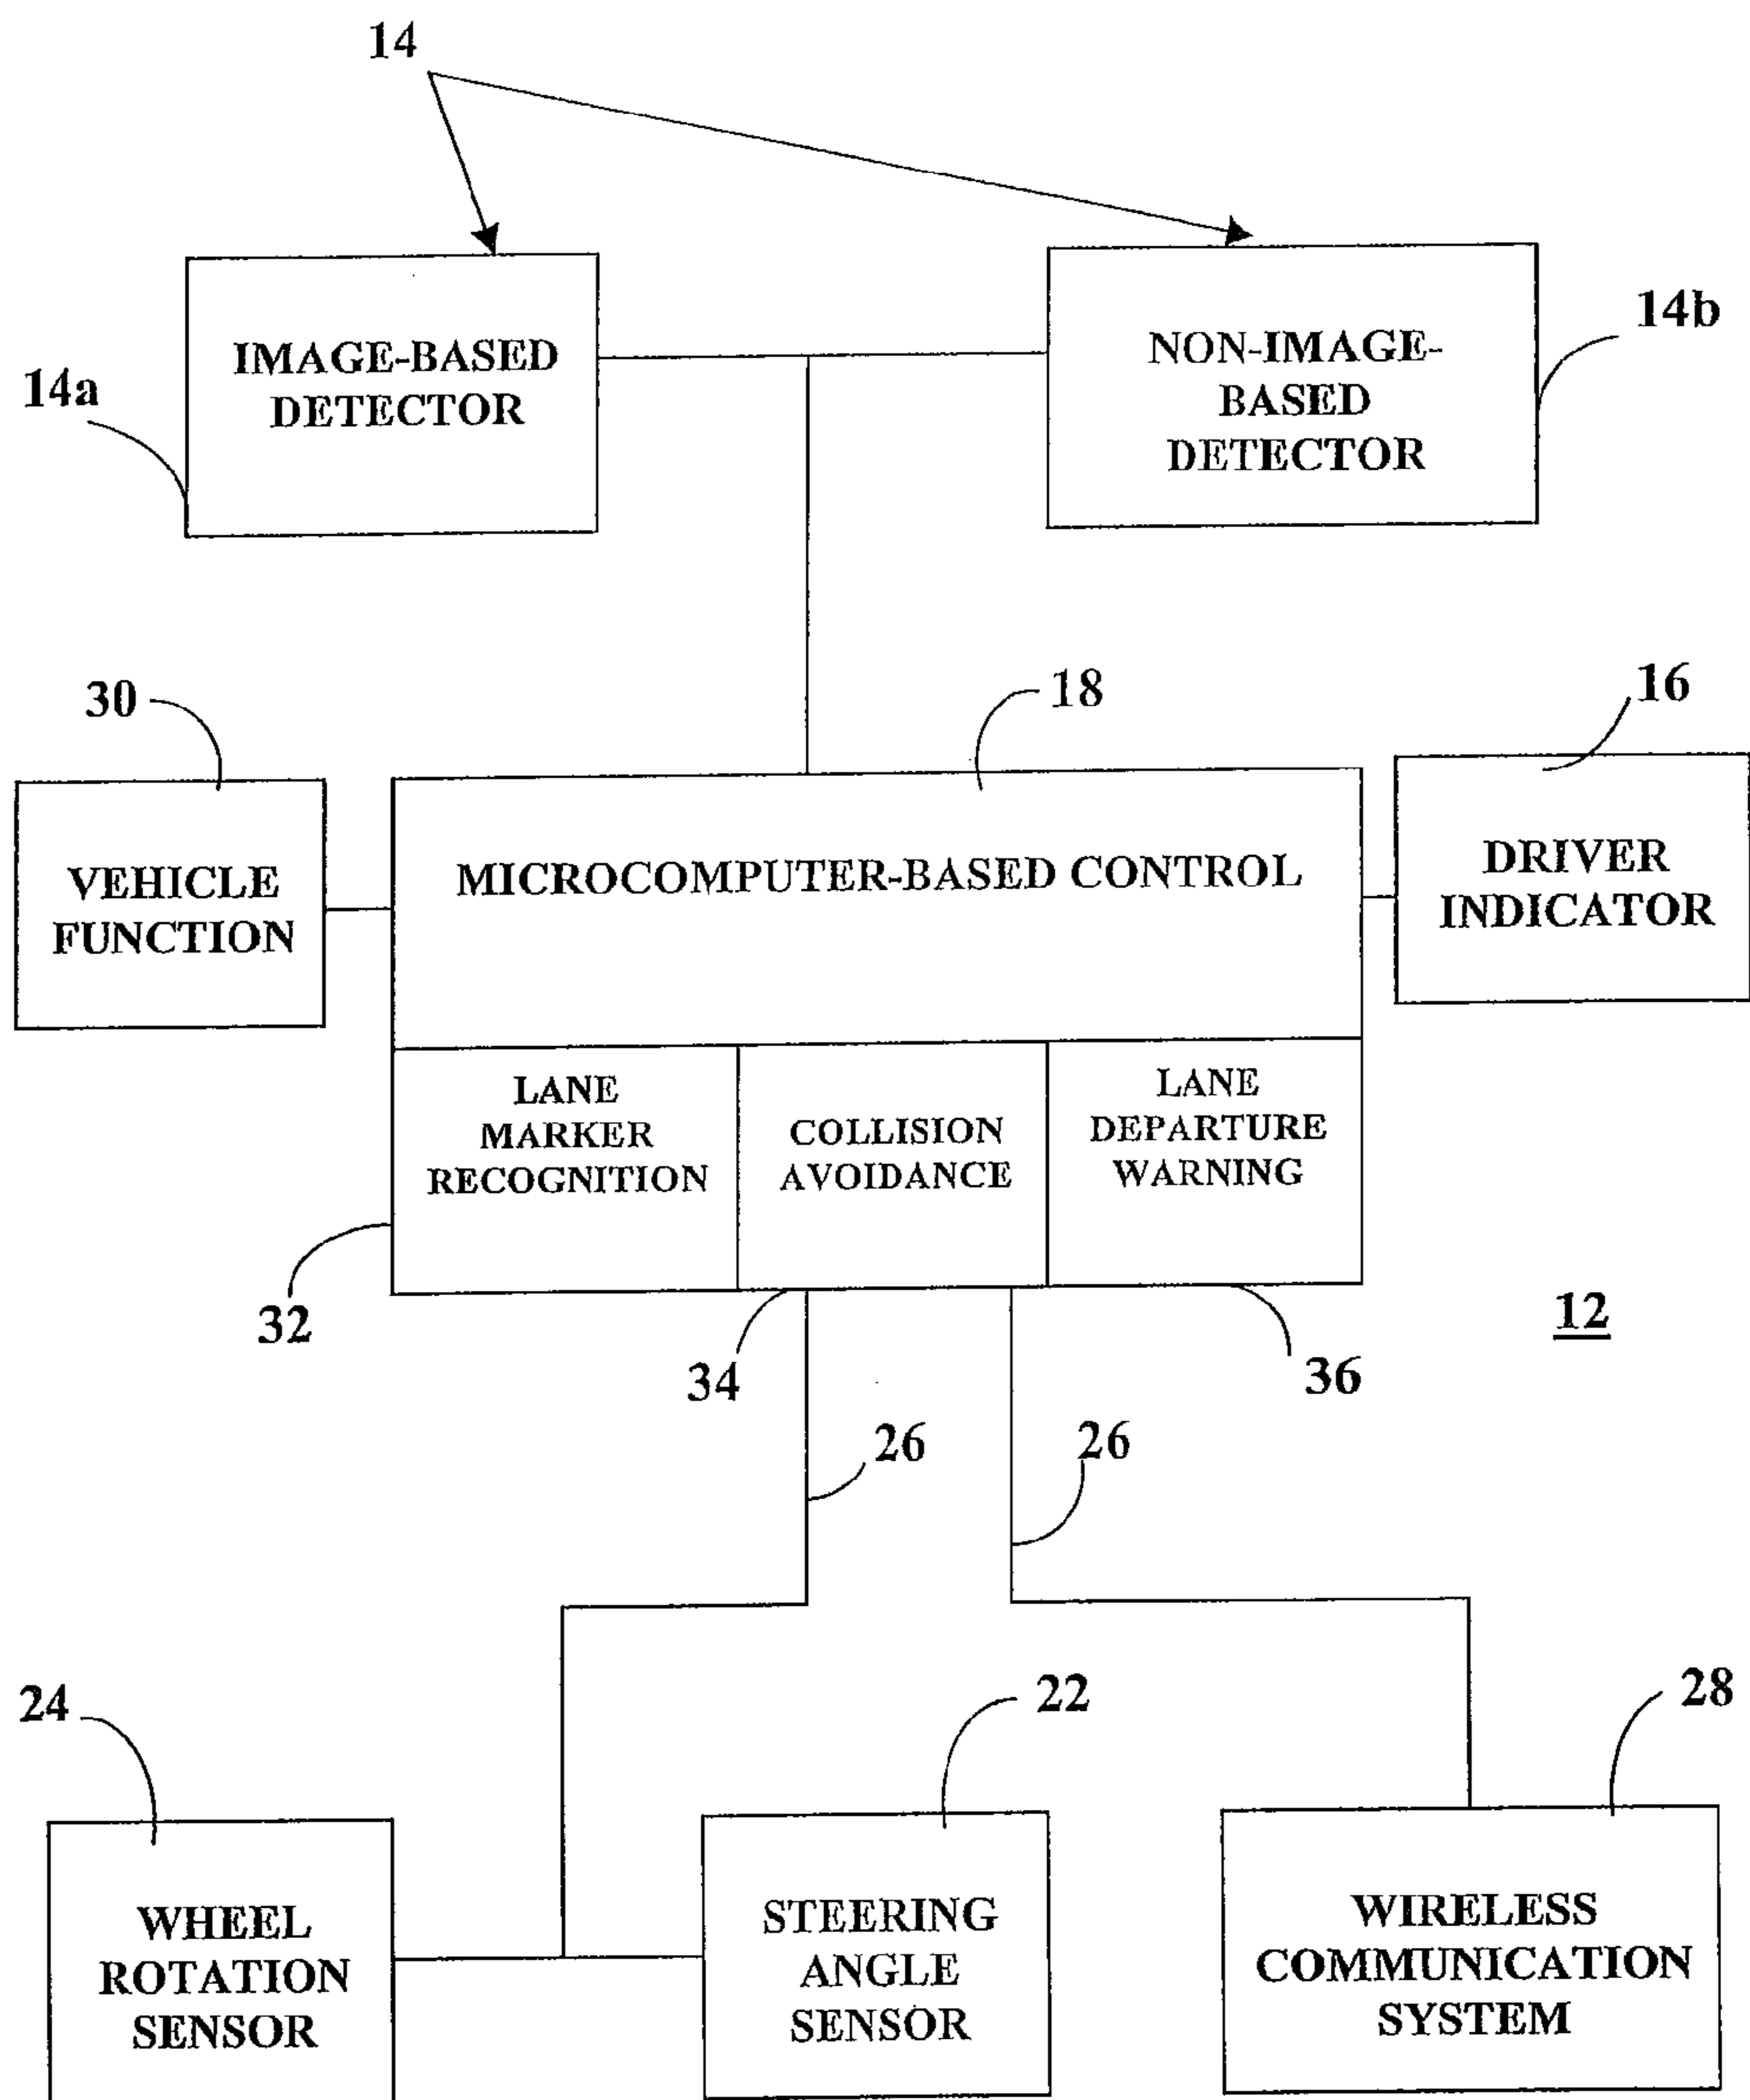 14
IMAGE-BASED
DETECTOR
14a
NON-IMAGE-
BASED
DETECTOR
14b
30
18
16
VEHICLE
FUNCTION
MICROCOMPUTER-BASED CONTROL
DRIVER
INDICATOR
LANE
MARKER
RECOGNITION
COLLISION
AVOIDANCE
LANE
DEPARTURE
WARNING
32
34
36
12
26
26
24
22
28
WHEEL
ROTATION
SENSOR
STEERING
ANGLE
SENSOR
WIRELESS
COMMUNICATION
SYSTEM